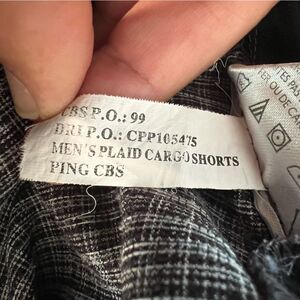 CBS P.O.: 99
DRI P.O.: CPP105475
MEN'S PLAID CARGO SHORTS
PING CBS